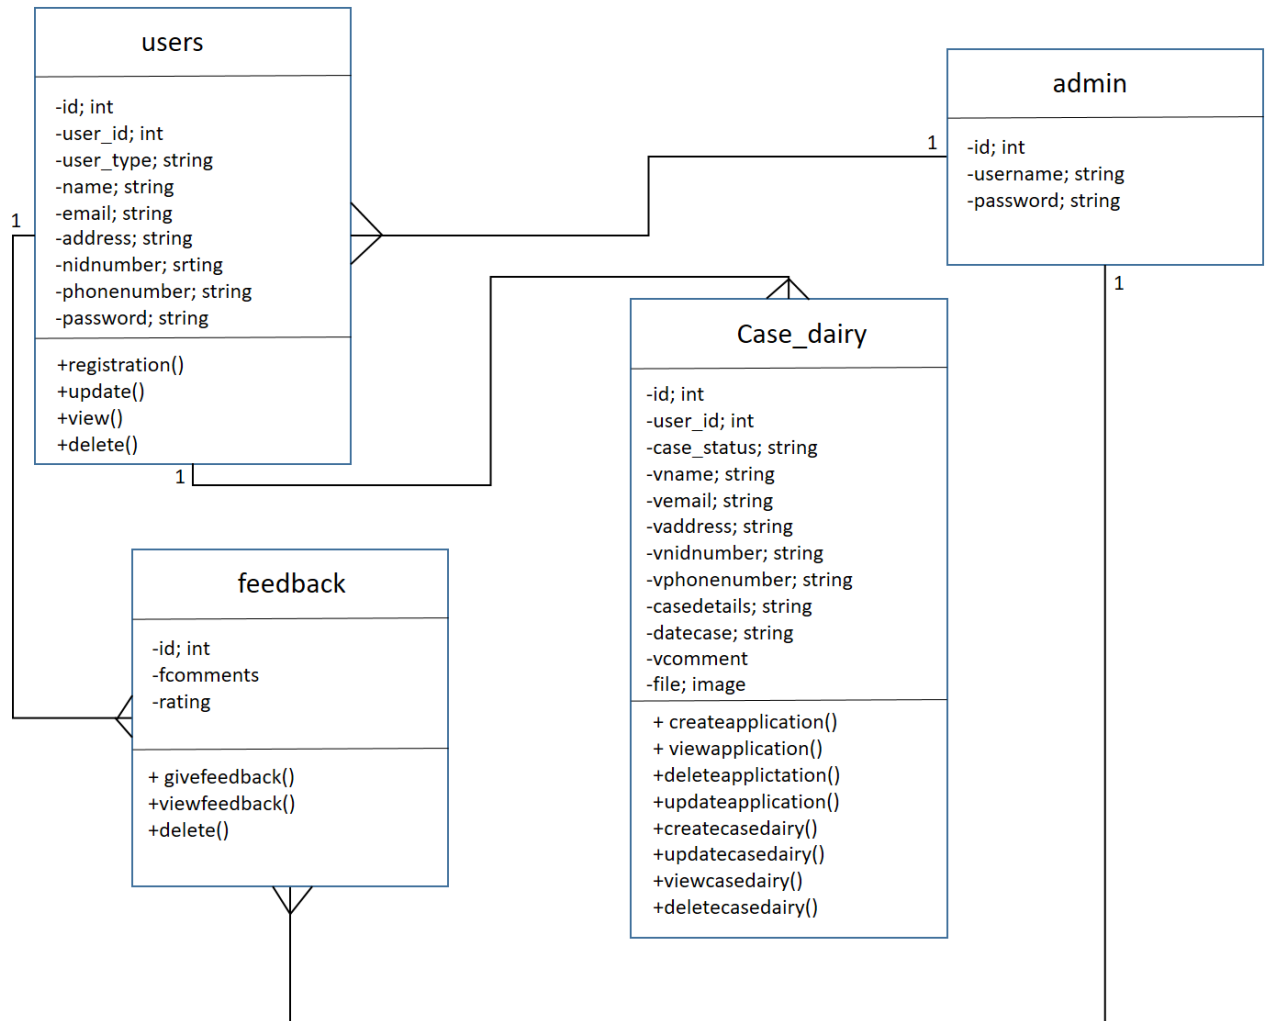 users
-id; int
-user_id; int
-user_type; string
-name; string
-email; string
-address; string
-nidnumber; srting
-phonenumber; string
-password; string
+registration()
+update()
+view()
+delete()
1
1
admin
-id; int
-username; string
-password; string
1
1
Case_dairy
-id; int
-user_id; int
-case_status; string
-vname; string
-vemail; string
-vaddress; string
-vnidnumber; string
-vphonenumber; string
-casedetails; string
-datecase; string
-vcomment
-file; image
+ createapplication()
+ viewapplication()
+deleteapplictation()
+updateapplication()
+createcasedairy()
+updatecasedairy()
+viewcasedairy()
+deletecasedairy()
feedback
-id; int
-fcomments
-rating
+ givefeedback()
+viewfeedback()
+delete()